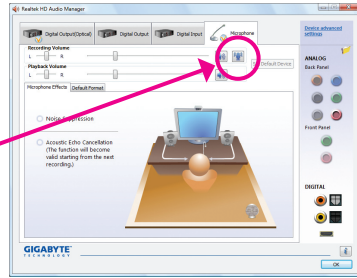 Realtek HD Audio Manager
Digital Output(Optical)
Digital Output
Digital Input
Microphone
Device advanced
settings
Recording Volume
L
R
Playback Volume
L
R
Default Device
ANALOG
Back Panel
Microphone Effects
Default Format
Noise Suppression
Acoustic Echo Cancellation
(The function will become
valid starting from the next
recording.)
Front Panel
DIGITAL
GIGABYTE
TECHNOLOGY
i
OK